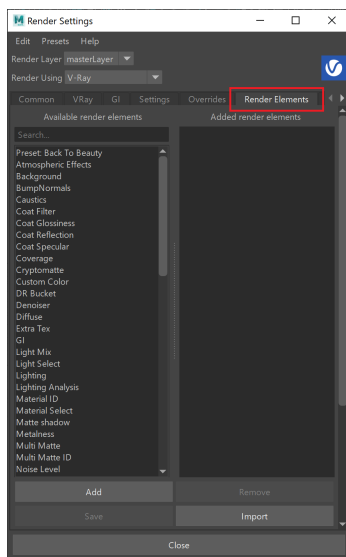 Render Settings
Edit Presets Help
Render Layer masterLayer
Render Using V-Ray
Common VRay GI Settings Overrides Render Elements
Available render elements Added render elements
Search...
Preset: Back To Beauty
Atmospheric Effects
Background
BumpNormals
Caustics
Coat Filter
Coat Glossiness
Coat Reflection
Coat Specular
Coverage
Cryptomatte
Custom Color
DR Bucket
Denoiser
Diffuse
Extra Tex
GI
Light Mix
Light Select
Lighting
Lighting Analysis
Material ID
Material Select
Matte shadow
Metalness
Multi Matte
Multi Matte ID
Noise Level
Add Remove
Save Import
Close